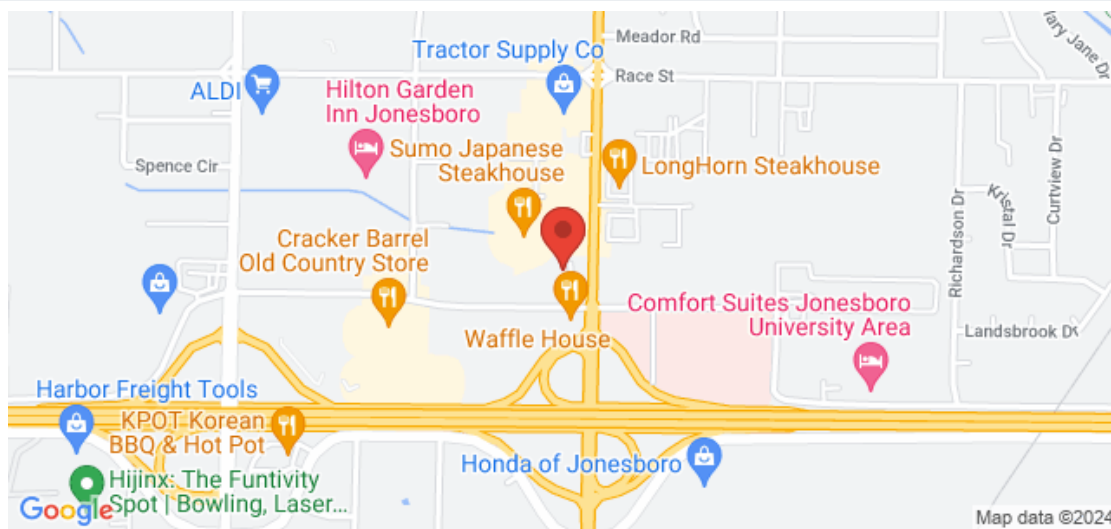 Meador Rd
Mary Jane Dr
Tractor Supply Co
Race St
ALDI
Hilton Garden
Inn Jonesboro
Spence Cir
Sumo Japanese
Steakhouse
LongHorn Steakhouse
Richardson Dr
Kristal Dr
Curtview Dr
Cracker Barrel
Old Country Store
Comfort Suites Jonesboro
University Area
Waffle House
Landsbrook D
Harbor Freight Tools
KPOT Korean
BBQ & Hot Pot
Honda of Jonesboro
Hijinx: The Funtivity
Spot | Bowling, Laser...
Google
Map data ©2024